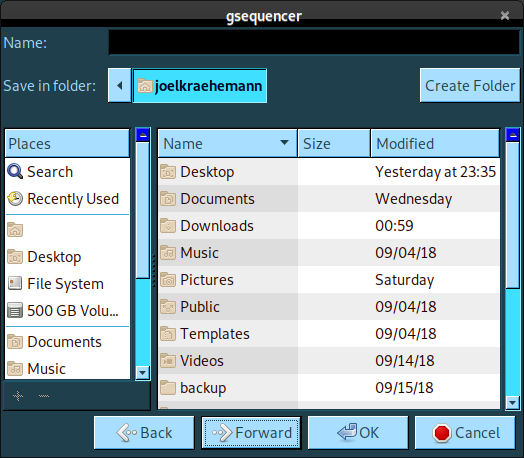 gsequencer
Name:
Save in folder: joelkraehemann Create Folder
Places
Search
Recently Used
Desktop
File System
500 GB Volu...
Documents
Music
Name Size Modified
Desktop Yesterday at 23:35
Documents Wednesday
Downloads 00:59
Music 09/04/18
Pictures Saturday
Public 09/04/18
Templates 09/04/18
Videos 09/14/18
backup 09/15/18
Back Forward OK Cancel